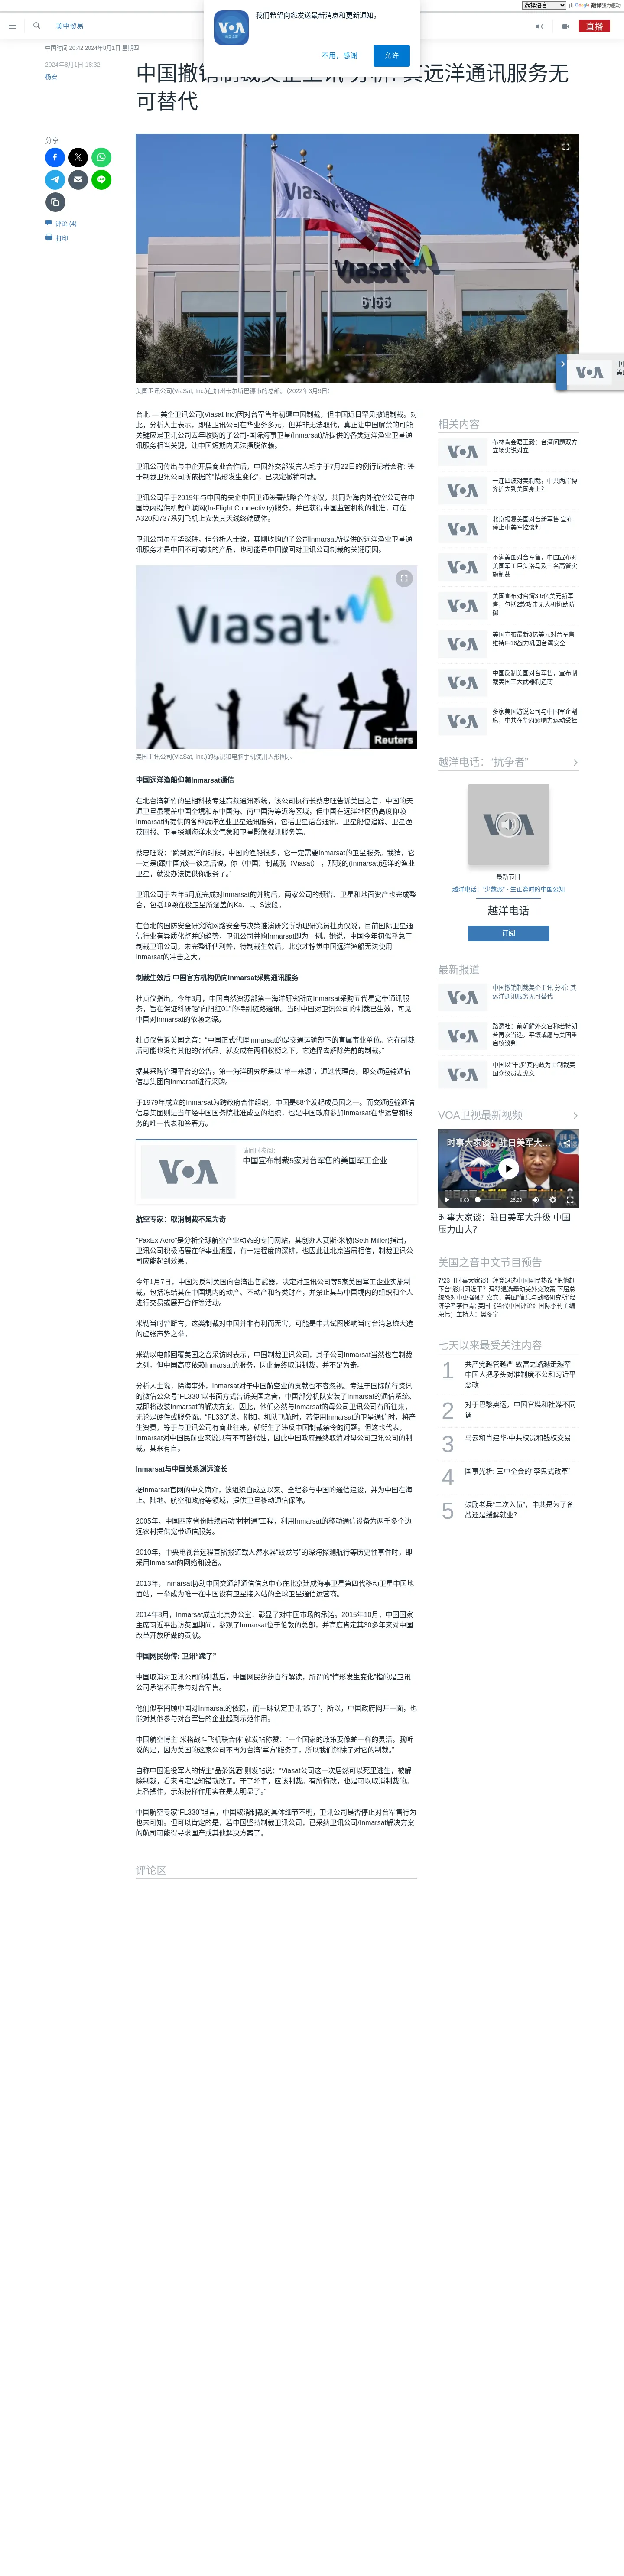 选择语言 由 Google 翻译强力驱动
美中贸易
直播
VOA
我们希望向您发送最新消息和更新通知。
不用，感谢
允许
中国时间 20:42 2024年8月1日 星期四
2024年8月1日 18:32
杨安
远洋通讯服务无
可替代
分享
评论 (4)
打印
Viasat
Viasat
6155
美国卫讯公司(ViaSat, Inc.)在加州卡尔斯巴德市的总部。（2022年3月9日）
台北 — 美企卫讯公司(Viasat Inc)因对台军售年初遭中国制裁，但中国近日罕见撤销制裁。对
此，分析人士表示，即便卫讯公司在华业务多元，但并非无法取代，真正让中国解禁的可能
关键应是卫讯公司去年收购的子公司-国际海事卫星(Inmarsat)所提供的各类远洋渔业卫星通
讯服务相当关键，让中国短期内无法摆脱依赖。
卫讯公司传出与中企开展商业合作后，中国外交部发言人毛宁于7月22日的例行记者会称: 鉴
于制裁卫讯公司所依据的“情形发生变化”，已决定撤销制裁。
卫讯公司早于2019年与中国的央企中国卫通签署战略合作协议，共同为海内外航空公司在中
国境内提供机载户联网(In-Flight Connectivity)服务，并已获得中国监管机构的批准，可在
A320和737系列飞机上安装其天线终端硬体。
卫讯公司虽在华深耕，但分析人士说，其刚收购的子公司Inmarsat所提供的远洋渔业卫星通
讯服务才是中国不可或缺的产品，也可能是中国撤回对卫讯公司制裁的关键原因。
Viasat
Reuters
美国卫讯公司(ViaSat, Inc.)的标识和电脑手机使用人形图示
中国远洋渔船仰赖Inmarsat通信
在北台湾新竹的星相科技专注高频通讯系统，该公司执行长蔡忠旺告诉美国之音，中国的天
通卫星虽覆盖中国全境和东中国海、南中国海等近海区域，但中国在远洋地区仍高度仰赖
Inmarsat所提供的各种远洋渔业卫星通讯服务，包括卫星语音通讯、卫星船位追踪、卫星渔
获回报、卫星探测海洋水文气象和卫星影像视讯服务等。
蔡忠旺说：“跨到远洋的时候，中国的渔船很多，它一定需要Inmarsat的卫星服务。我猜，它
一定是(跟中国)谈一谈之后说，你（中国）制裁我（Viasat），那我的(Inmarsat)远洋的渔业
卫星，就没办法提供你服务了。”
卫讯公司于去年5月底完成对Inmarsat的并购后，两家公司的频谱、卫星和地面资产也完成整
合，包括19颗在役卫星所涵盖的Ka、L、S波段。
在台北的国防安全研究院网路安全与决策推演研究所助理研究员杜贞仪说，目前国际卫星通
信行业有异质化整并的趋势，卫讯公司并购Inmarsat即为一例。她说，中国今年初似乎急于
制裁卫讯公司，未完整评估利弊，待制裁生效后，北京才惊觉中国远洋渔船无法使用
Inmarsat的冲击之大。
制裁生效后 中国官方机构仍向Inmarsat采购通讯服务
杜贞仪指出，今年3月，中国自然资源部第一海洋研究所向Inmarsat采购五代星宽带通讯服
务，旨在保证科研船“向阳红01”的特别链路通讯。当时中国对卫讯公司的制裁已生效，可见
中国对Inmarsat的依赖之深。
杜贞仪告诉美国之音：“中国正式代理Inmarsat的是交通运输部下的直属事业单位。它在制裁
后可能也没有其他的替代品，就变成在两相权衡之下，它选择去解除先前的制裁。”
据其采购管理平台的公告，第一海洋研究所是以“单一来源”，通过代理商，即交通运输通信
信息集团向Inmarsat进行采购。
于1979年成立的Inmarsat为跨政府合作组织，中国是88个发起成员国之一。而交通运输通信
信息集团则是当年经中国国务院批准成立的组织，也是中国政府参加Inmarsat在华运营和服
务的唯一代表和签署方。
VOA
请同时参阅：
中国宣布制裁5家对台军售的美国军工企业
航空专家：取消制裁不足为奇
“PaxEx.Aero”是分析全球航空产业动态的专门网站，其创办人赛斯·米勒(Seth Miller)指出，
卫讯公司积极拓展在华事业版图，有一定程度的深耕，也因此让北京当局相信，制裁卫讯公
司应能起到效果。
今年1月7日，中国为反制美国向台湾出售武器，决定对卫讯公司等5家美国军工企业实施制
裁，包括冻结其在中国境内的动产、不动产和各类财产，并禁止其与中国境内的组织和个人
进行交易或展开合作等活动。
米勒当时曾断言，这类制裁对中国并非有利而无害，可能是中共试图影响当时台湾总统大选
的虚张声势之举。
米勒以电邮回覆美国之音采访时表示，中国制裁卫讯公司，其子公司Inmarsat当然也在制裁
之列。但中国高度依赖Inmarsat的服务，因此最终取消制裁，并不足为奇。
分析人士说，除海事外，Inmarsat对于中国航空业的贡献也不容忽视。专注于国际航行资讯
的微信公众号“FL330”以书面方式告诉美国之音，中国部分机队安装了Inmarsat的通信系统、
或即将改装Inmarsat的解决方案，因此，他们必然与Inmarsat的母公司卫讯公司有所往来，
无论是硬件或服务面。“FL330”说，例如，机队飞航时，若使用Inmarsat的卫星通信时，将产
生资费，等于与卫讯公司有商业往来，就衍生了违反中国制裁禁令的问题。但这也代表，
Inmarsat对中国民航业来说具有不可替代性，因此中国政府最终取消对母公司卫讯公司的制
裁，其来有自。
Inmarsat与中国关系渊远流长
据Inmarsat官网的中文简介，该组织自成立以来、全程参与中国的通信建设，并为中国在海
上、陆地、航空和政府等领域，提供卫星移动通信保障。
2005年，中国西南省份陆续启动“村村通”工程，利用Inmarsat的移动通信设备为两千多个边
远农村提供宽带通信服务。
2010年，中央电视台远程直播报道载人潜水器“蛟龙号”的深海探测航行等历史性事件时，即
采用Inmarsat的网络和设备。
2013年，Inmarsat协助中国交通部通信信息中心在北京建成海事卫星第四代移动卫星中国地
面站，一举成为唯一在中国设有卫星接入站的全球卫星通信运营商。
2014年8月，Inmarsat成立北京办公室，彰显了对中国市场的承诺。2015年10月，中国国家
主席习近平出访英国期间，参观了Inmarsat位于伦敦的总部，并高度肯定其30多年来对中国
改革开放所做的贡献。
中国网民纷传: 卫讯“跪了”
中国取消对卫讯公司的制裁后，中国网民纷纷自行解读，所谓的“情形发生变化”指的是卫讯
公司承诺不再参与对台军售。
他们似乎罔顾中国对Inmarsat的依赖，而一昧认定卫讯“跪了”，所以，中国政府网开一面，也
能对其他参与对台军售的企业起到示范作用。
中国航空博主“米格战斗飞机联合体”就发帖称赞：“一个国家的政策要像蛇一样的灵活。我听
说的是，因为美国的这家公司不再为台湾‘军方’服务了，所以我们解除了对它的制裁。”
自称中国退役军人的博主“品茶说酒”则发帖说：“Viasat公司这一次居然可以死里逃生，被解
除制裁，看来肯定是知错就改了。干了坏事，应该制裁。有所悔改，也是可以取消制裁的。
此番操作，示范榜样作用实在是太明显了。”
中国航空专家“FL330”坦言，中国取消制裁的具体细节不明，卫讯公司是否停止对台军售行为
也未可知。但可以肯定的是，若中国坚持制裁卫讯公司，已采纳卫讯公司/Inmarsat解决方案
的航司可能得寻求国产或其他解决方案了。
评论区
相关内容
布林肯会晤王毅：台湾问题双方
立场尖锐对立
一连四波对美制裁，中共两岸博
弈扩大到美国身上？
北京报复美国对台新军售 宣布
停止中美军控谈判
不满美国对台军售，中国宣布对
美国军工巨头洛马及三名高管实
施制裁
美国宣布对台湾3.6亿美元新军
售，包括2款攻击无人机协助防
御
美国宣布最新3亿美元对台军售
维持F-16战力巩固台湾安全
中国反制美国对台军售，宣布制
裁美国三大武器制造商
多家美国游说公司与中国军企割
席，中共在华府影响力运动受挫
越洋电话：“抗争者”
最新节目
越洋电话：“少数派” - 生正逢时的中国公知
越洋电话
订阅
最新报道
中国撤销制裁美企卫讯 分析: 其
远洋通讯服务无可替代
路透社：前朝鲜外交官称若特朗
普再次当选，平壤或愿与美国重
启核谈判
中国以“干涉”其内政为由制裁美
国众议员麦戈文
VOA卫视最新视频
时事大家谈：驻日美军大...
0:00
28:29
时事大家谈：驻日美军大升级 中国
压力山大？
美国之音中文节目预告
7/23【时事大家谈】拜登退选中国网民热议 “把他赶
下台”影射习近平？拜登退选牵动美外交政策 下届总
统恐对中更强硬？嘉宾：美国“信息与战略研究所”经
济学者李恒青; 美国《当代中国评论》国际季刊主编
荣伟；主持人：樊冬宁
七天以来最受关注内容
1 共产党越管越严 致富之路越走越窄
中国人把矛头对准制度不公和习近平
恶政
2 对于巴黎奥运，中国官媒和社媒不同
调
3 马云和肖建华·中共权贵和钱权交易
4 国事光析: 三中全会的“李鬼式改革”
5 鼓励老兵“二次入伍”，中共是为了备
战还是缓解就业？